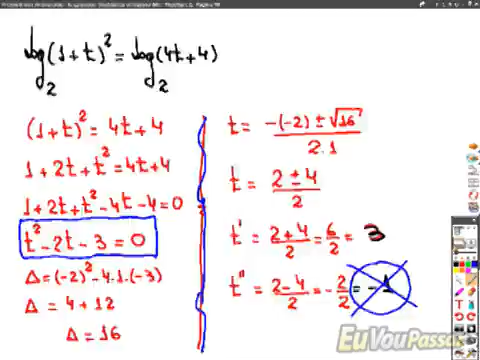 log₂(1+t)² = log₂(4t+4)
(1+t)² = 4t+4
1+2t+t² = 4t+4
1+2t+t²-4t-4=0
t²-2t-3=0
Δ=(-2)²-4.1.(-3)
Δ = 4+12
Δ = 16
t = -(-2) ± √16 / 2.1
t = 2±4 / 2
t' = 2+4/2 = 6/2 = 3
t'' = 2-4/2 = -2/2 = -1
EuVouPassar